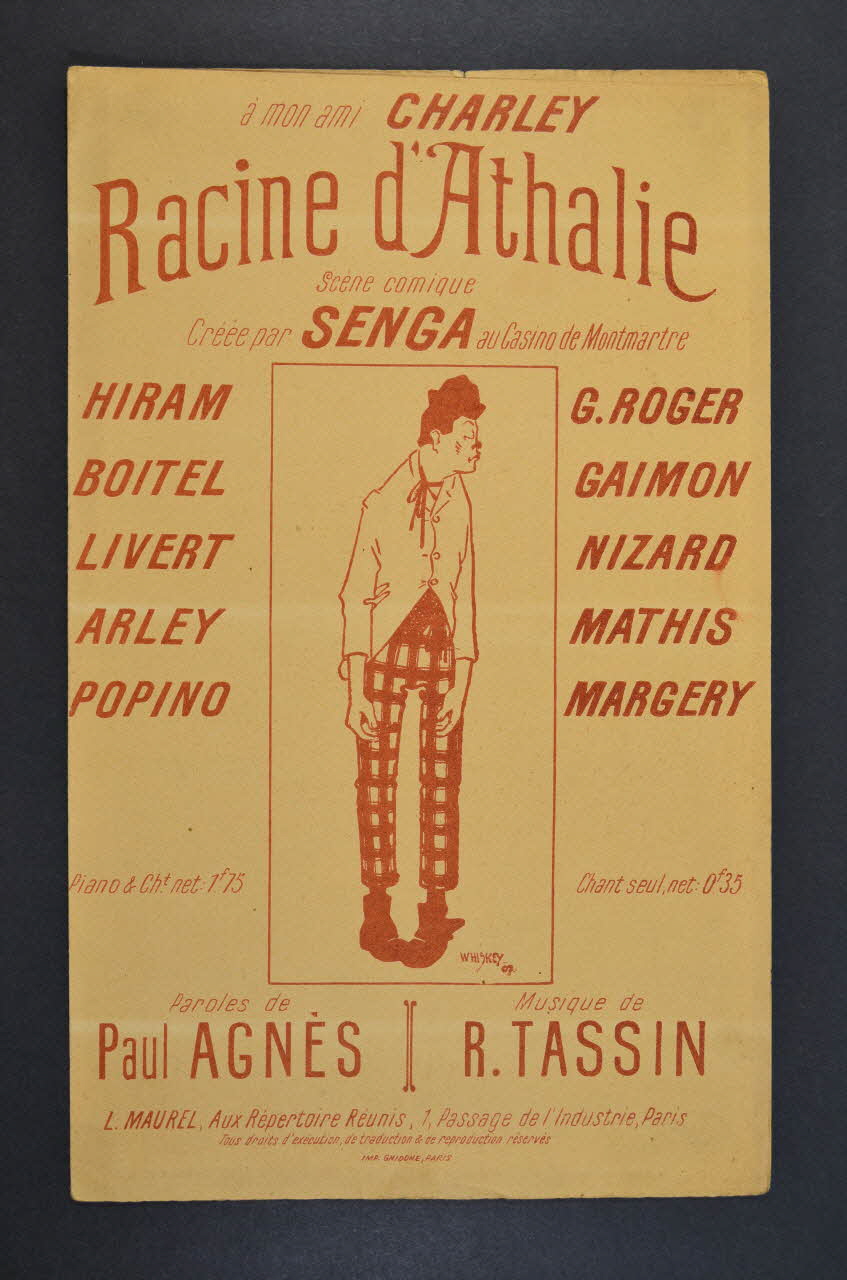 à mon ami CHARLEY
Racine d'Athalie
Scène comique
Créée par SENGA au Casino de Montmartre
HIRAM
BOITEL
LIVERT
ARLEY
POPINO
G. ROGER
GAIMON
NIZARD
MATHIS
MARGERY
Piano & Cht net: 1f75
Chant seul, net: 0f35
WHISKEY
Paroles de
Paul AGNÈS
Musique de
R. TASSIN
L. MAUREL, Aux Répertoire Réunis, 1, Passage de l'Industrie, Paris
Tous droits d'exécution, de traduction & de reproduction réservés
IMP. GHIDONE, PARIS